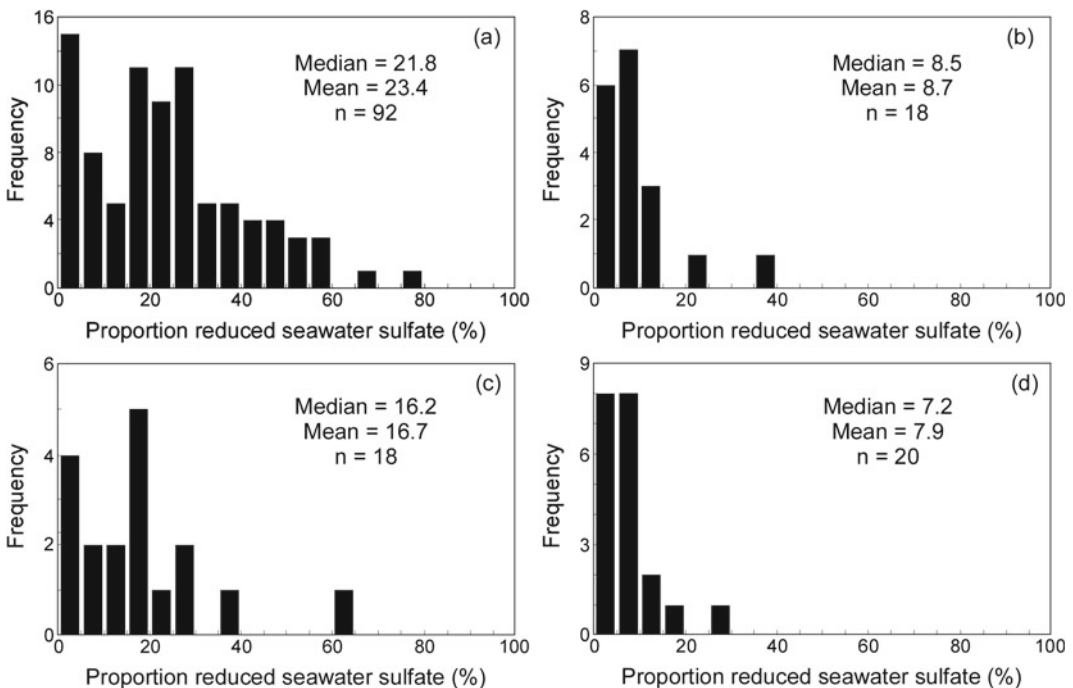 (a)
Median = 21.8
Mean = 23.4
n = 92
Frequency
16
10
8
4
0
0 20 40 60 80 100
Proportion reduced seawater sulfate (%)
(b)
Median = 8.5
Mean = 8.7
n = 18
Frequency
8
6
4
2
0
0 20 40 60 80 100
Proportion reduced seawater sulfate (%)
(c)
Median = 16.2
Mean = 16.7
n = 18
Frequency
6
4
2
0
0 20 40 60 80 100
Proportion reduced seawater sulfate (%)
(d)
Median = 7.2
Mean = 7.9
n = 20
Frequency
9
6
3
0
0 20 40 60 80 100
Proportion reduced seawater sulfate (%)